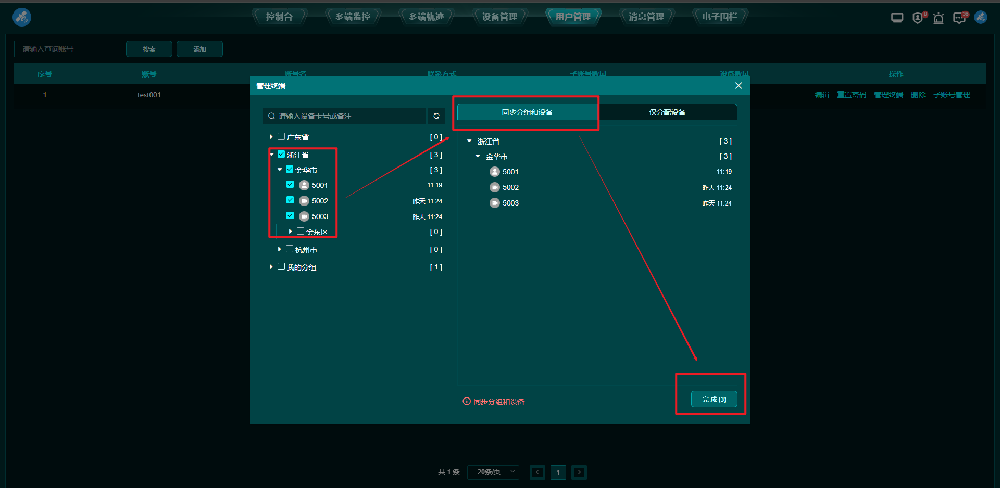 控制台
多端监控
多端轨迹
设备管理
用户管理
消息管理
电子围栏
8
36
请输入查询账号
搜索
添加
序号 账号 账号名 联系方式 子账号数量 设备数量 操作
1 test001 编辑 重置密码 管理终端 删除 子账号管理
管理终端
请输入设备卡号或备注
广东省 [ 0 ]
浙江省 [ 3 ]
金华市 [ 3 ]
5001 11:19
5002 昨天 11:24
5003 昨天 11:24
金东区 [ 0 ]
杭州市 [ 0 ]
我的分组 [ 1 ]
同步分组和设备
仅分配设备
浙江省 [ 3 ]
金华市 [ 3 ]
5001 11:19
5002 昨天 11:24
5003 昨天 11:24
同步分组和设备
完 成 (3)
共 1 条
20条/页
1